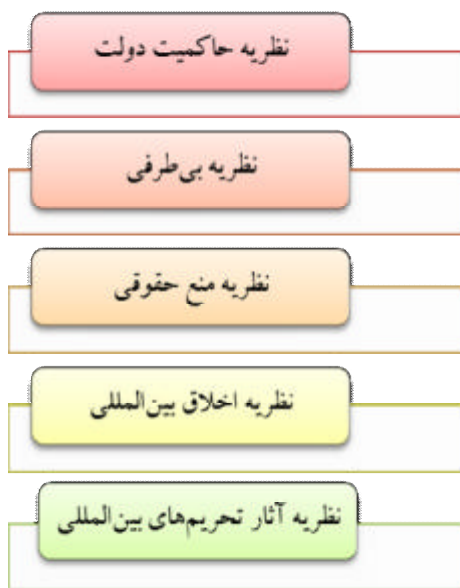 نظریه حاکمیت دولت
نظریه بی‌طرفی
نظریه منع حقوقی
نظریه اخلاق بین‌المللی
نظریه آثار تحریم‌های بین‌المللی